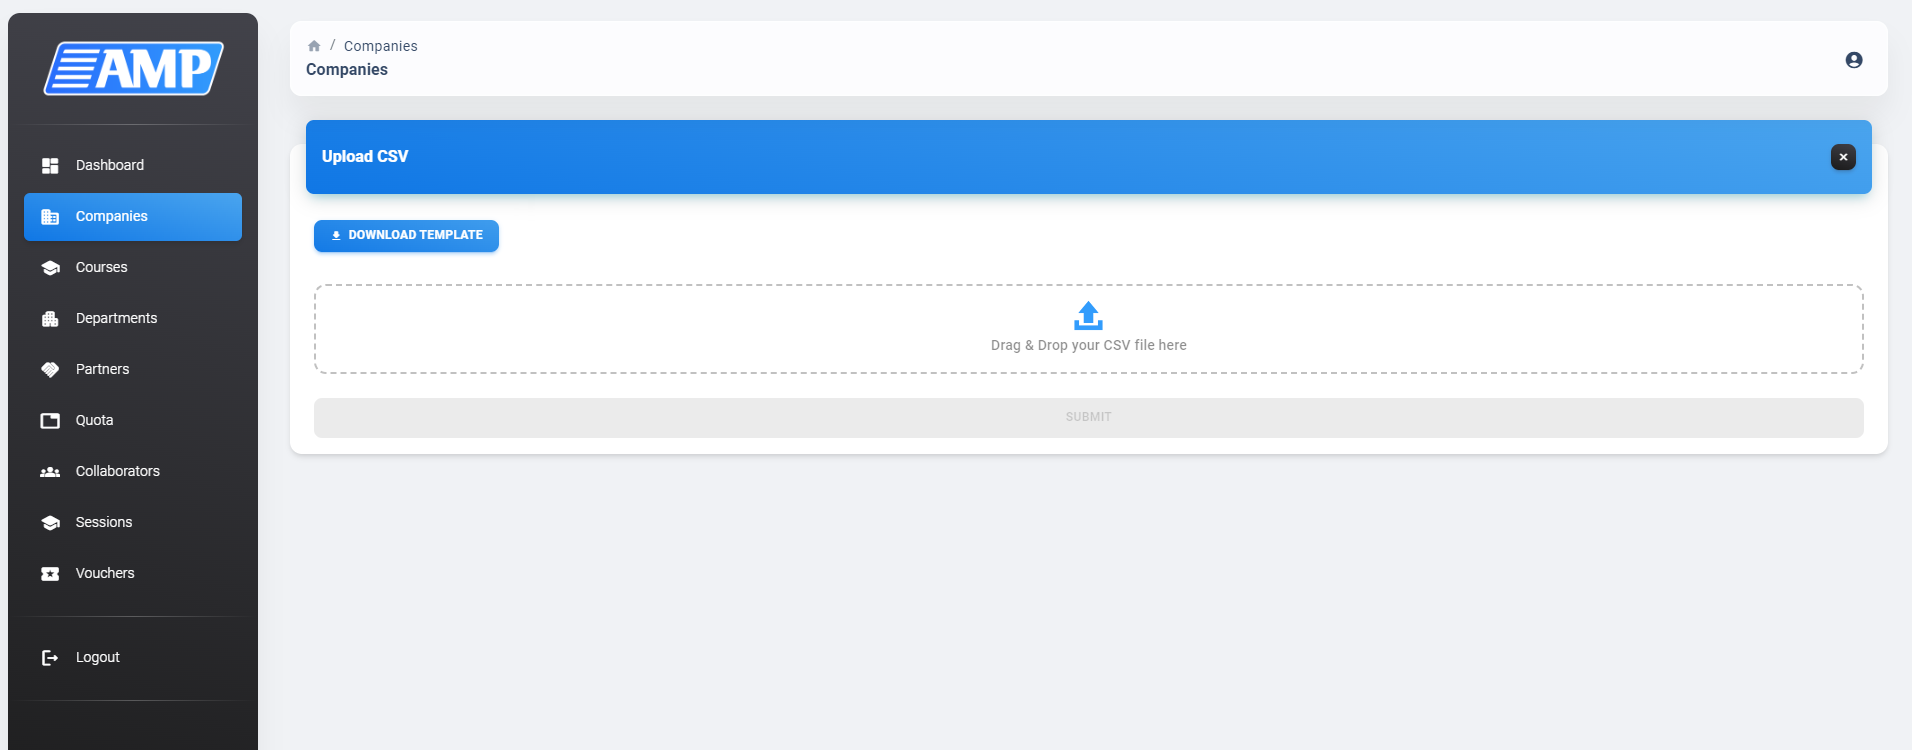 AMP
Dashboard
Companies
Courses
Departments
Partners
Quota
Collaborators
Sessions
Vouchers
Logout
/ Companies
Companies
Upload CSV
DOWNLOAD TEMPLATE
Drag & Drop your CSV file here
SUBMIT